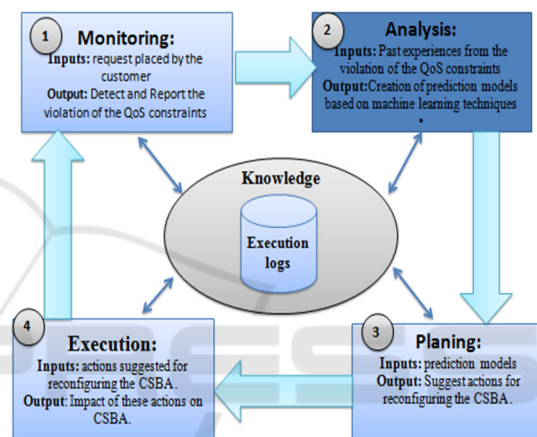 1
Monitoring:
Inputs: request placed by the
customer
Output: Detect and Report the
violation of the QoS constraints
2
Analysis:
Inputs: Past experiences from the
violation of the QoS constraints
Output:Creation of prediction models
based on machine learning techniques
•
Knowledge
Execution
logs
4
Execution:
Inputs: actions suggested for
reconfiguring the CSBA.
Output: Impact of these actions on
CSBA.
3
Planing:
Inputs: prediction models
Output: Suggest actions for
reconfiguring the CSBA.
PRESS